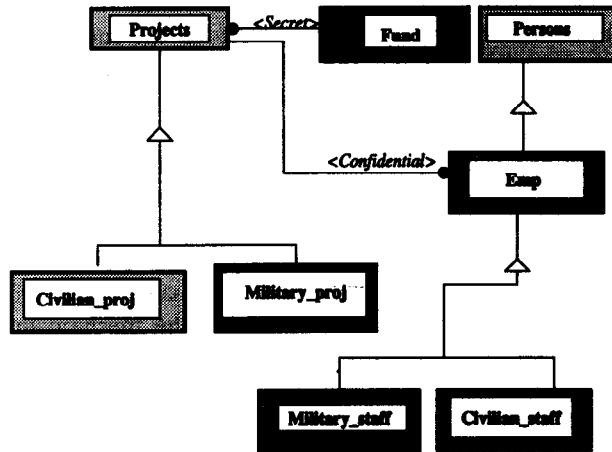 Projects
<Secret>
Fund
Persons
<Confidential>
Emp
Civilian_proj
Military_proj
Military_staff
Civilian_staff